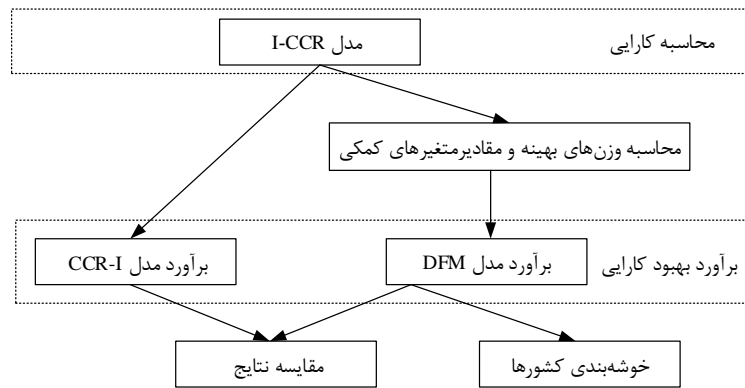 محاسبه کارایی
مدل I-CCR
محاسبه وزن‌های بهینه و مقادیرمتغیرهای کمکی
برآورد بهبود کارایی
برآورد مدل DFM
برآورد مدل CCR-I
خوشه‌بندی کشورها
مقایسه نتایج